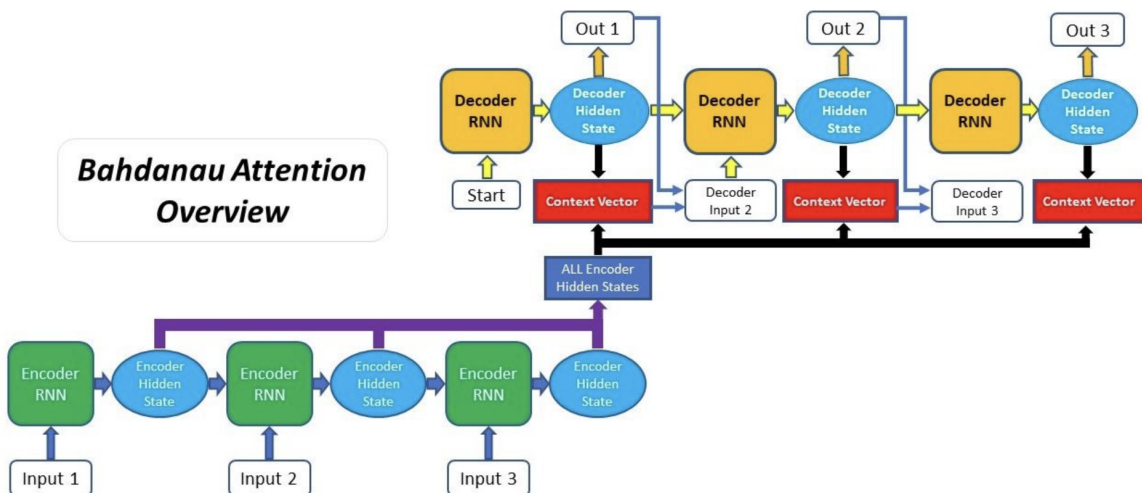 Out 1
Out 2
Out 3
Decoder
RNN
Decoder
Hidden
State
Decoder
RNN
Decoder
Hidden
State
Decoder
RNN
Decoder
Hidden
State
Bahdanau Attention
Overview
Start
Context Vector
Decoder
Input 2
Context Vector
Decoder
Input 3
Context Vector
ALL Encoder
Hidden States
Encoder
RNN
Encoder
Hidden
State
Encoder
RNN
Encoder
Hidden
State
Encoder
RNN
Encoder
Hidden
State
Input 1
Input 2
Input 3